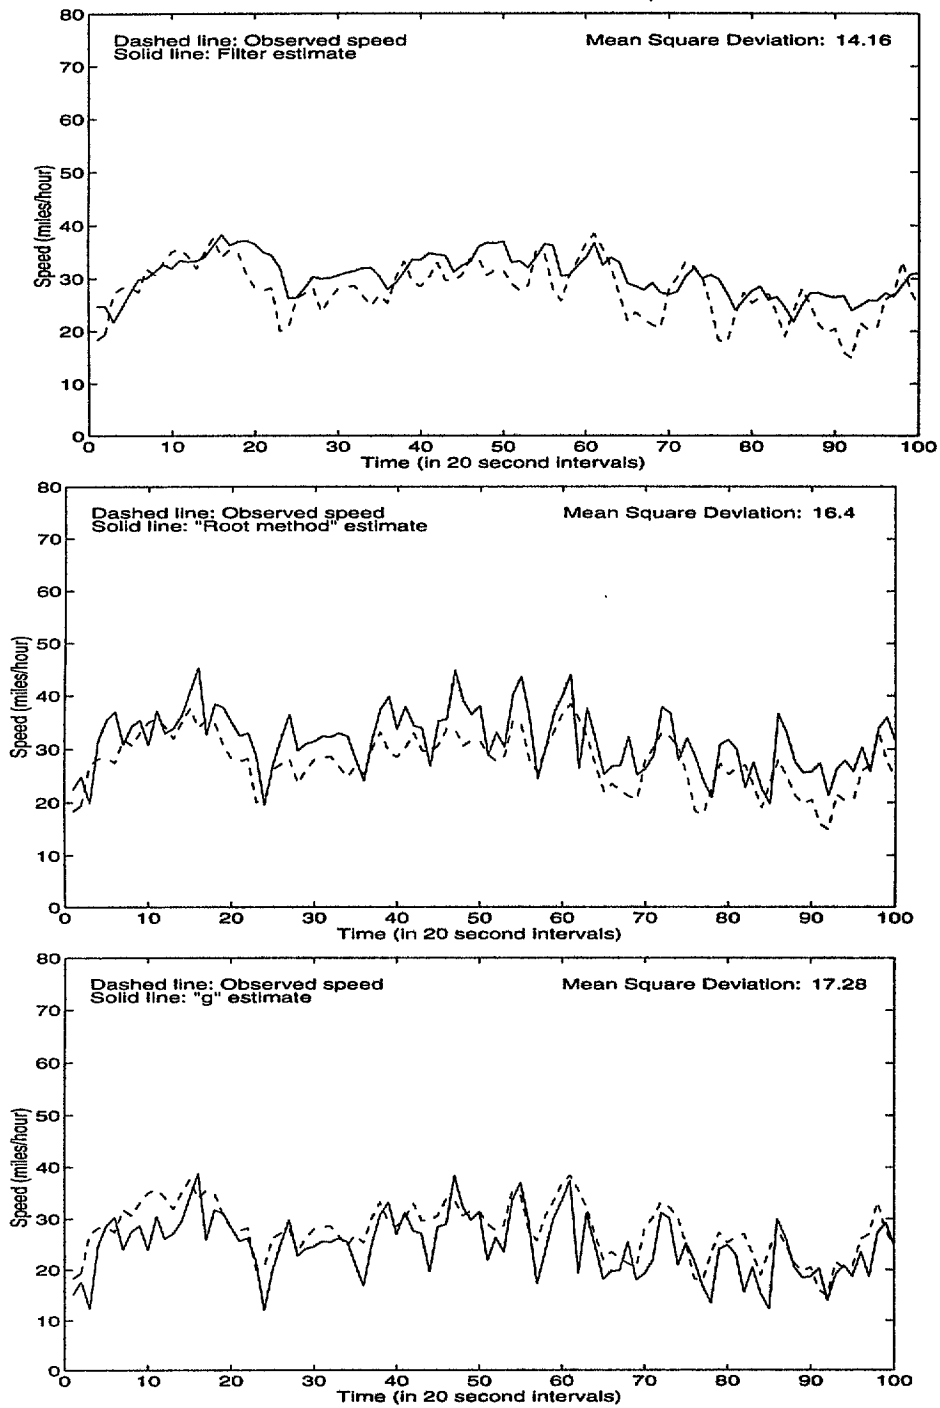 80
Dashed line: Observed speed
Solid line: Filter estimate
Mean Square Deviation: 14.16
70
60
50
40
30
20
10
0
Speed (miles/hour)
0 10 20 30 40 50 60 70 80 90 100
Time (in 20 second intervals)
80
Dashed line: Observed speed
Solid line: "Root method" estimate
Mean Square Deviation: 16.4
70
60
50
40
30
20
10
0
Speed (miles/hour)
0 10 20 30 40 50 60 70 80 90 100
Time (in 20 second intervals)
80
Dashed line: Observed speed
Solid line: "g" estimate
Mean Square Deviation: 17.28
70
60
50
40
30
20
10
0
Speed (miles/hour)
0 10 20 30 40 50 60 70 80 90 100
Time (in 20 second intervals)